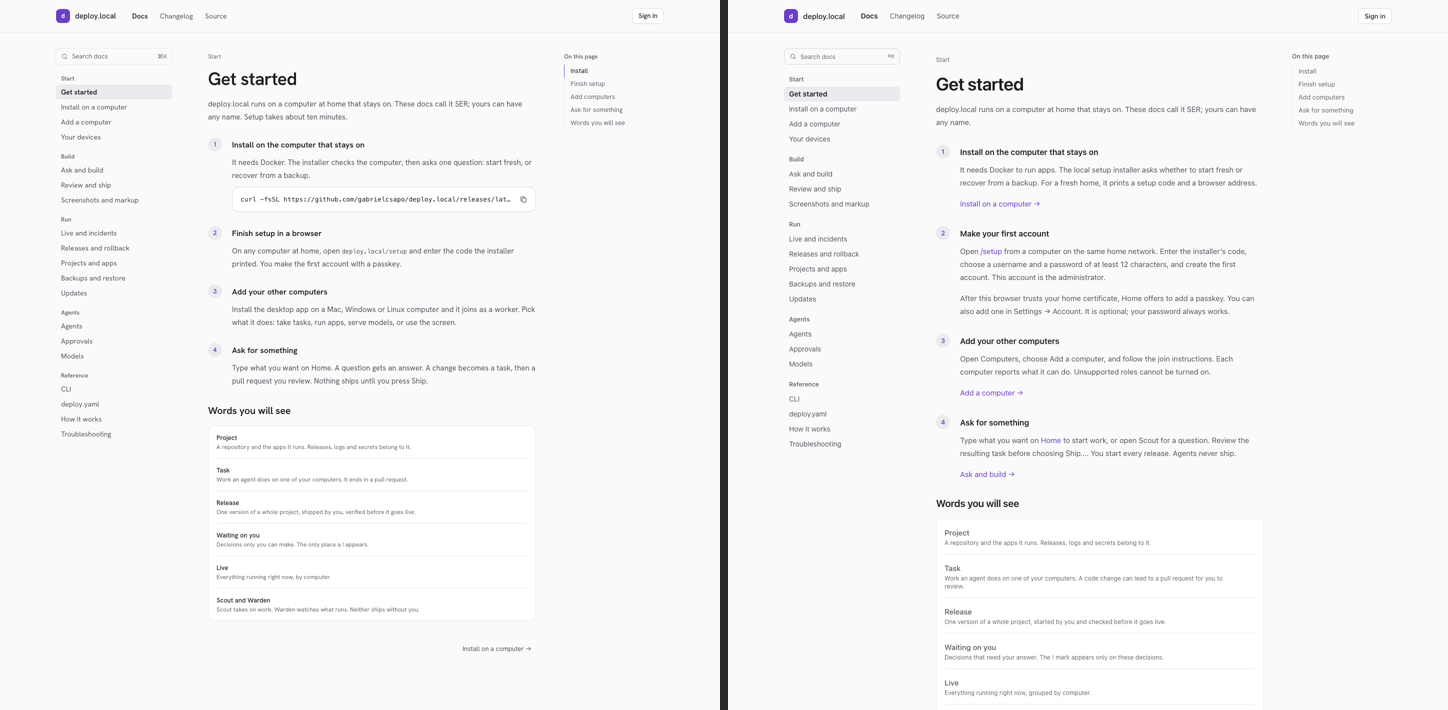 d deploy.local Docs Changelog Source Sign in
Search docs ⌘K
Start
Get started
Install on a computer
Add a computer
Your devices
Build
Ask and build
Review and ship
Screenshots and markup
Run
Live and incidents
Releases and rollback
Projects and apps
Backups and restore
Updates
Agents
Agents
Approvals
Models
Reference
CLI
deploy.yaml
How it works
Troubleshooting
Start
Get started
deploy.local runs on a computer at home that stays on. These docs call it SER; yours can have
any name. Setup takes about ten minutes.
1 Install on the computer that stays on
It needs Docker. The installer checks the computer, then asks one question: start fresh, or
recover from a backup.
curl -fsSL https://github.com/gabrielcsapo/deploy.local/releases/lat…
2 Finish setup in a browser
On any computer at home, open deploy.local/setup and enter the code the installer
printed. You make the first account with a passkey.
3 Add your other computers
Install the desktop app on a Mac, Windows or Linux computer and it joins as a worker. Pick
what it does: take tasks, run apps, serve models, or use the screen.
4 Ask for something
Type what you want on Home. A question gets an answer. A change becomes a task, then a
pull request you review. Nothing ships until you press Ship.
Words you will see
Project
A repository and the apps it runs. Releases, logs and secrets belong to it.
Task
Work an agent does on one of your computers. It ends in a pull request.
Release
One version of a whole project, shipped by you, verified before it goes live.
Waiting on you
Decisions only you can make. The only place a ! appears.
Live
Everything running right now, by computer.
Scout and Warden
Scout takes on work. Warden watches what runs. Neither ships without you.
Install on a computer →
On this page
Install
Finish setup
Add computers
Ask for something
Words you will see
d deploy.local Docs Changelog Source Sign in
Search docs ⌘K
Start
Get started
Install on a computer
Add a computer
Your devices
Build
Ask and build
Review and ship
Screenshots and markup
Run
Live and incidents
Releases and rollback
Projects and apps
Backups and restore
Updates
Agents
Agents
Approvals
Models
Reference
CLI
deploy.yaml
How it works
Troubleshooting
Start
Get started
deploy.local runs on a computer at home that stays on. These docs call it SER; yours can have
any name.
1 Install on the computer that stays on
It needs Docker to run apps. The local setup installer asks whether to start fresh or
recover from a backup. For a fresh home, it prints a setup code and a browser address.
Install on a computer →
2 Make your first account
Open /setup from a computer on the same home network. Enter the installer's code,
choose a username and a password of at least 12 characters, and create the first
account. This account is the administrator.
After this browser trusts your home certificate, Home offers to add a passkey. You can
also add one in Settings → Account. It is optional; your password always works.
3 Add your other computers
Open Computers, choose Add a computer, and follow the join instructions. Each
computer reports what it can do. Unsupported roles cannot be turned on.
Add a computer →
4 Ask for something
Type what you want on Home to start work, or open Scout for a question. Review the
resulting task before choosing Ship.... You start every release. Agents never ship.
Ask and build →
Words you will see
Project
A repository and the apps it runs. Releases, logs and secrets belong to it.
Task
Work an agent does on one of your computers. A code change can lead to a pull request for you to
review.
Release
One version of a whole project, started by you and checked before it goes live.
Waiting on you
Decisions that need your answer. The ! mark appears only on these decisions.
Live
Everything running right now, grouped by computer.
On this page
Install
Finish setup
Add computers
Ask for something
Words you will see